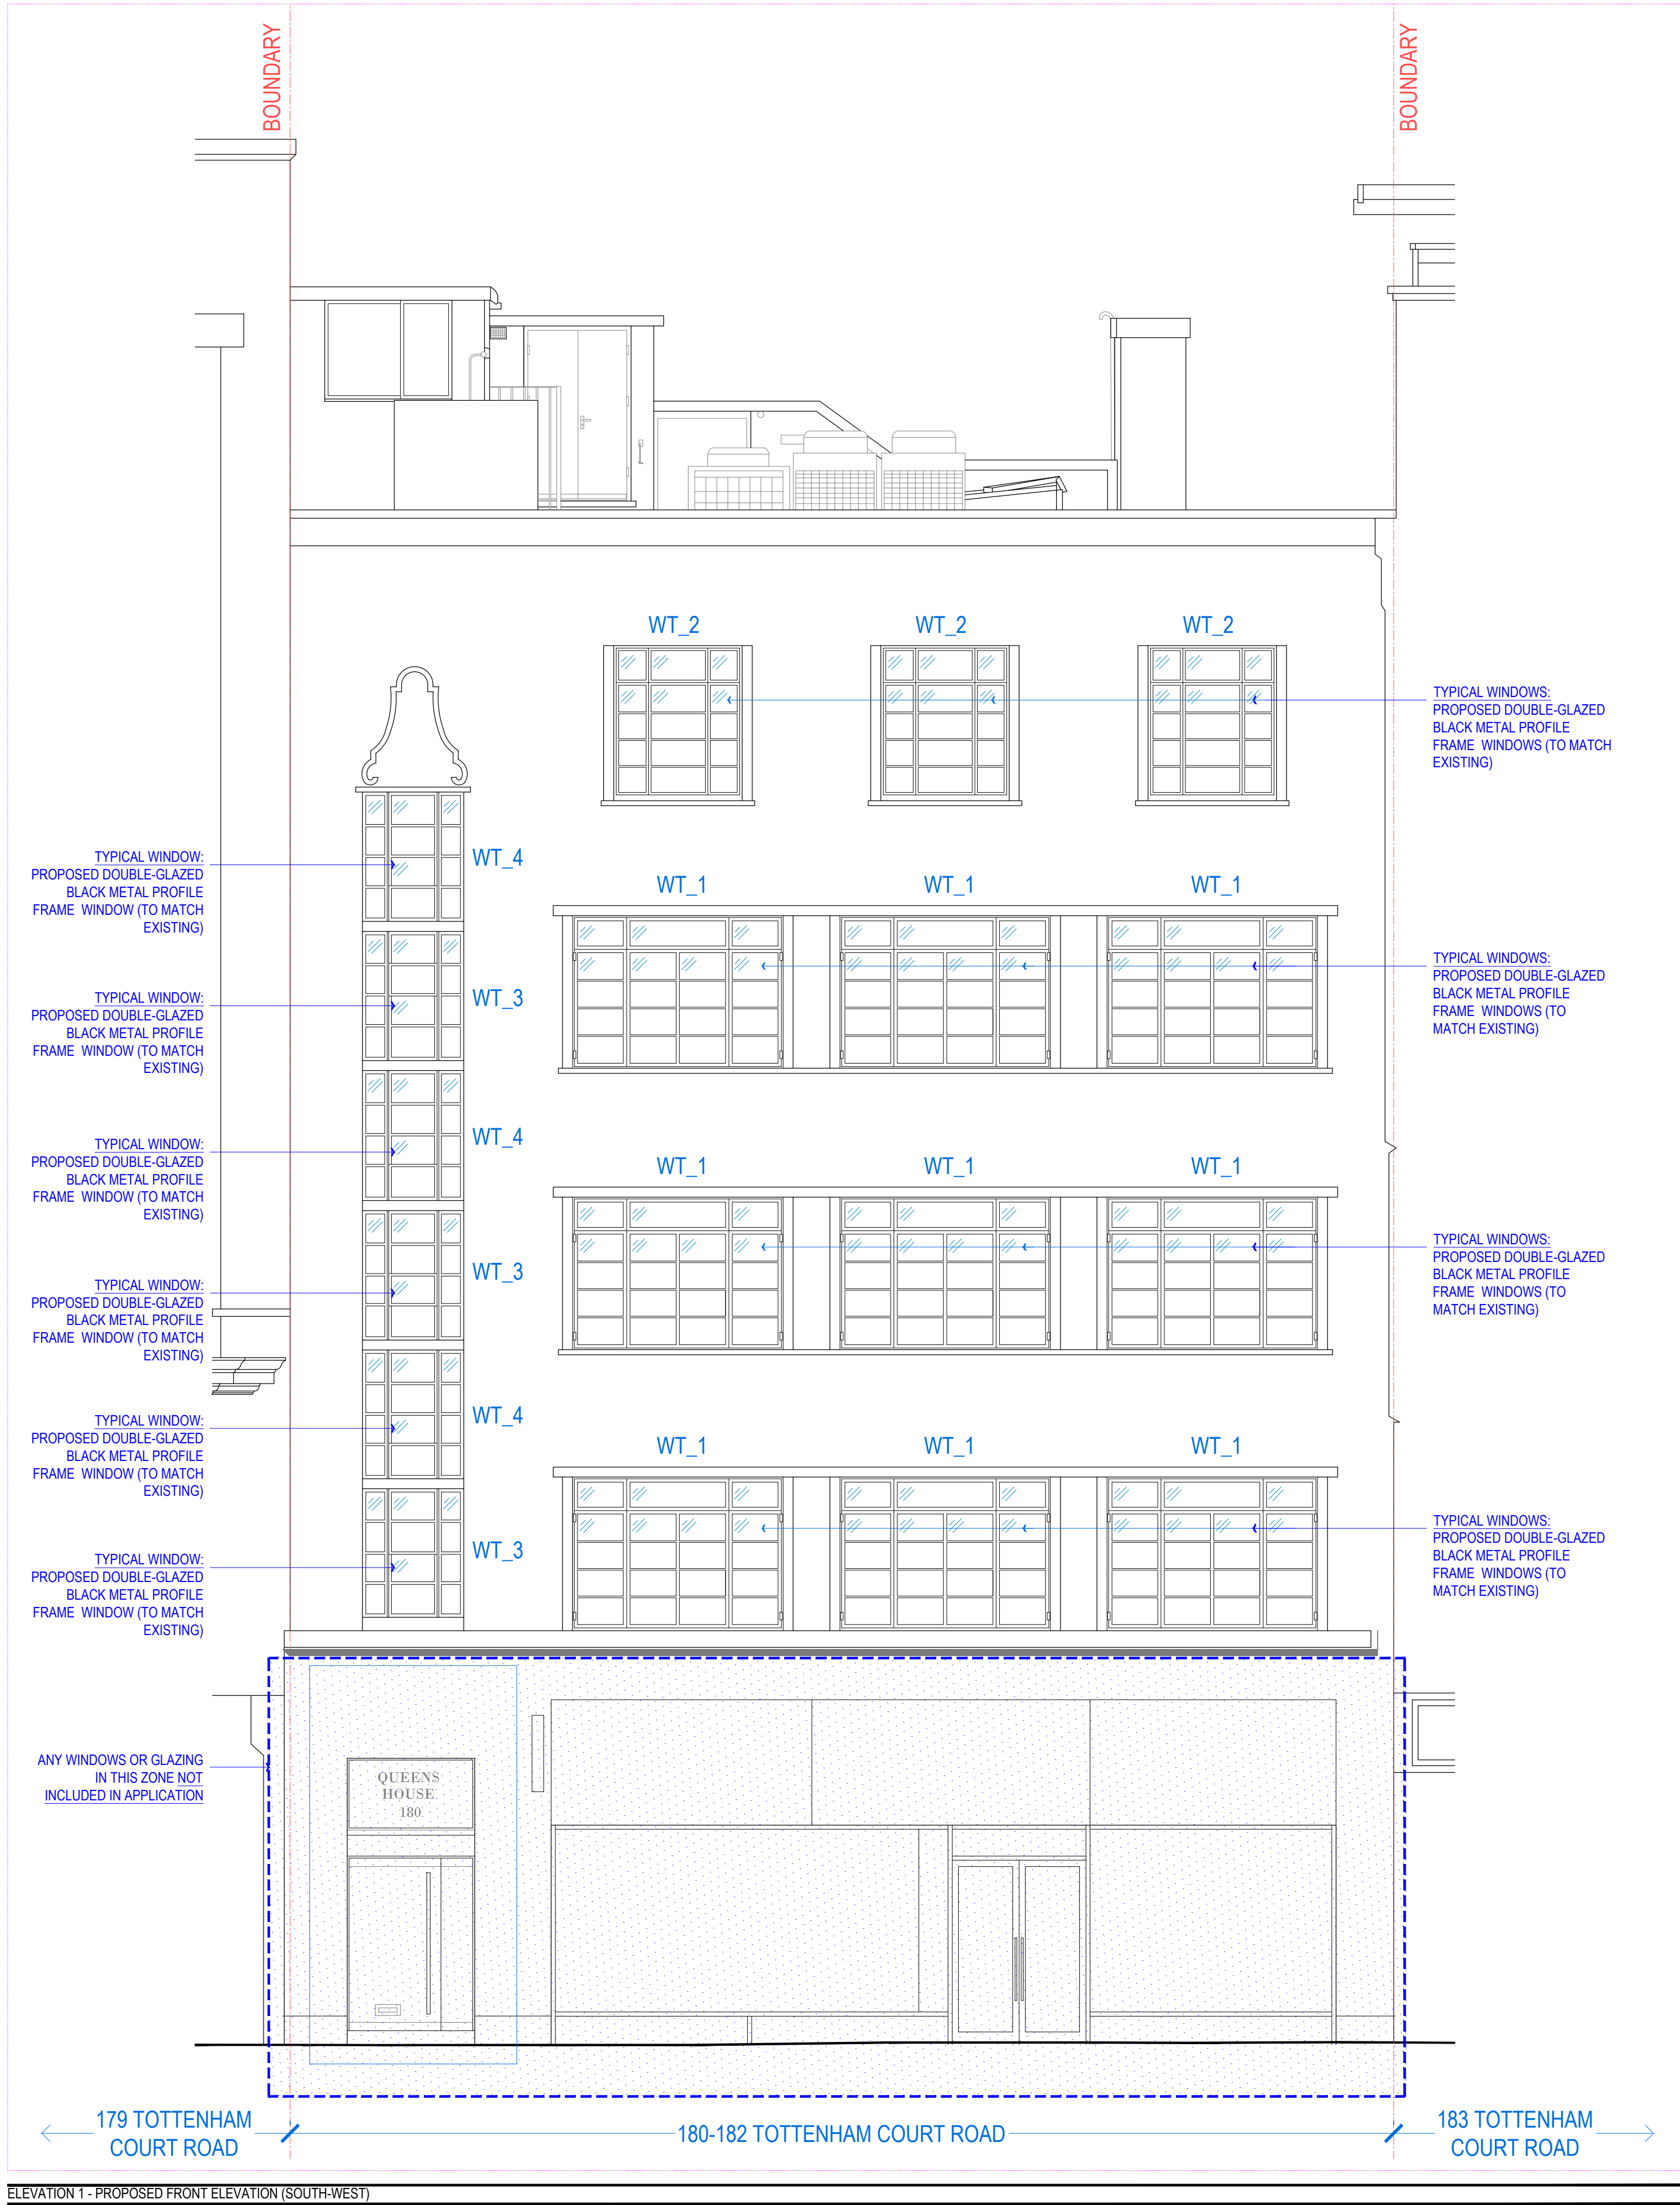 BOUNDARY
BOUNDARY
WT_2
WT_2
WT_2
TYPICAL WINDOWS:
PROPOSED DOUBLE-GLAZED
BLACK METAL PROFILE
FRAME WINDOWS (TO MATCH
EXISTING)
TYPICAL WINDOW:
PROPOSED DOUBLE-GLAZED
BLACK METAL PROFILE
FRAME WINDOW (TO MATCH
EXISTING)
WT_4
WT_1
WT_1
WT_1
TYPICAL WINDOWS:
PROPOSED DOUBLE-GLAZED
BLACK METAL PROFILE
FRAME WINDOWS (TO
MATCH EXISTING)
TYPICAL WINDOW:
PROPOSED DOUBLE-GLAZED
BLACK METAL PROFILE
FRAME WINDOW (TO MATCH
EXISTING)
WT_3
TYPICAL WINDOW:
PROPOSED DOUBLE-GLAZED
BLACK METAL PROFILE
FRAME WINDOW (TO MATCH
EXISTING)
WT_4
WT_1
WT_1
WT_1
TYPICAL WINDOWS:
PROPOSED DOUBLE-GLAZED
BLACK METAL PROFILE
FRAME WINDOWS (TO
MATCH EXISTING)
TYPICAL WINDOW:
PROPOSED DOUBLE-GLAZED
BLACK METAL PROFILE
FRAME WINDOW (TO MATCH
EXISTING)
WT_3
TYPICAL WINDOW:
PROPOSED DOUBLE-GLAZED
BLACK METAL PROFILE
FRAME WINDOW (TO MATCH
EXISTING)
WT_4
WT_1
WT_1
WT_1
TYPICAL WINDOWS:
PROPOSED DOUBLE-GLAZED
BLACK METAL PROFILE
FRAME WINDOWS (TO
MATCH EXISTING)
TYPICAL WINDOW:
PROPOSED DOUBLE-GLAZED
BLACK METAL PROFILE
FRAME WINDOW (TO MATCH
EXISTING)
WT_3
ANY WINDOWS OR GLAZING
IN THIS ZONE NOT
INCLUDED IN APPLICATION
QUEENS
HOUSE
180
179 TOTTENHAM
COURT ROAD
180-182 TOTTENHAM COURT ROAD
183 TOTTENHAM
COURT ROAD
ELEVATION 1 - PROPOSED FRONT ELEVATION (SOUTH-WEST)